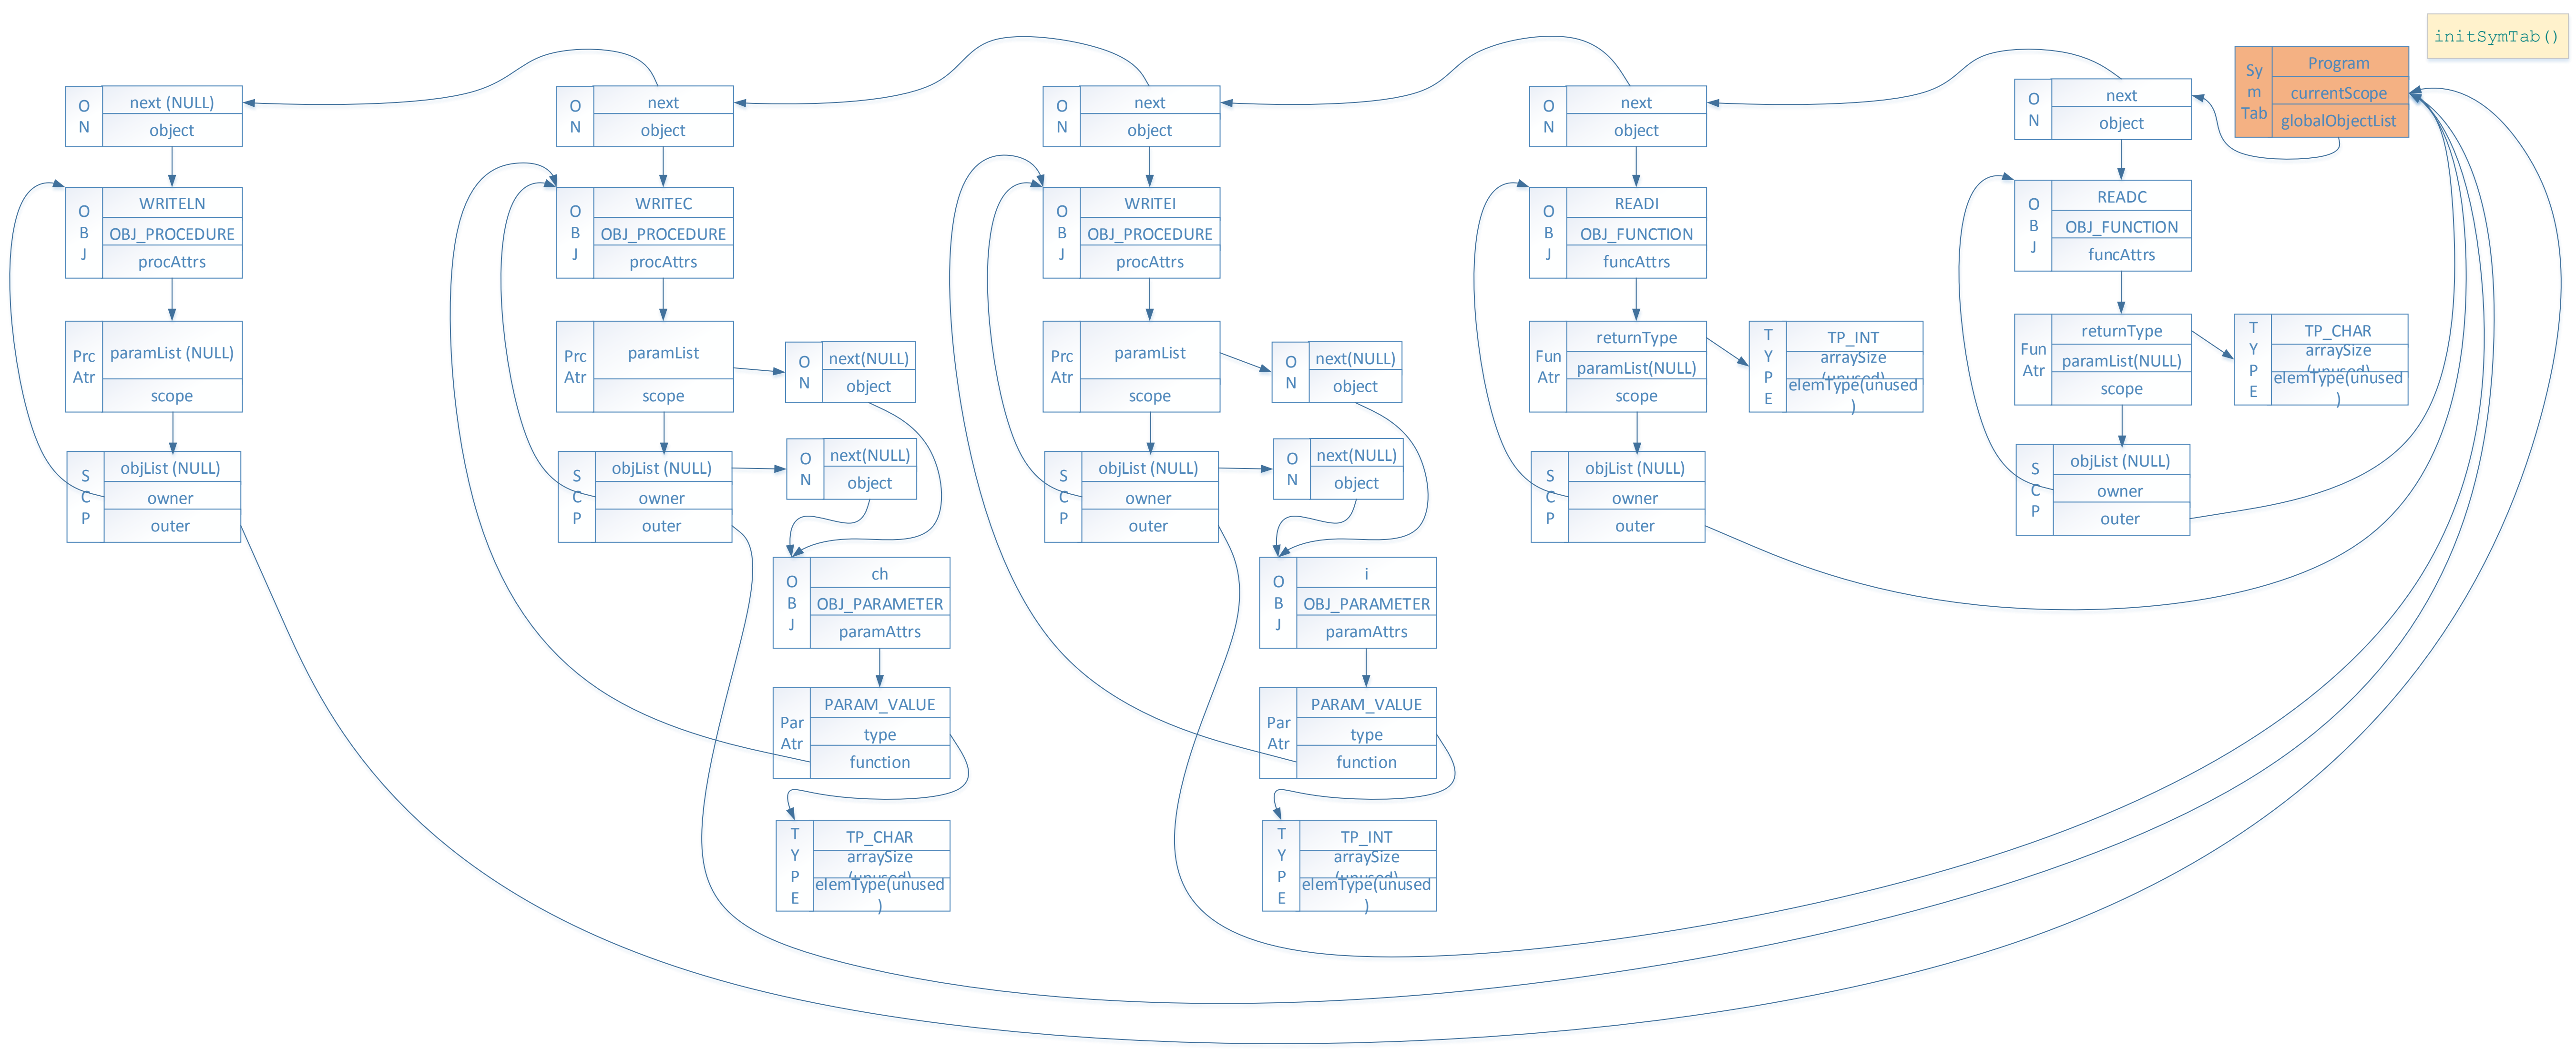 initSymTab()
Sy
m
Tab
Program
currentScope
globalObjectList
O
N
next (NULL)
object
O
B
J
WRITELN
OBJ_PROCEDURE
procAttrs
Prc
Atr
paramList (NULL)
scope
S
C
P
objList (NULL)
owner
outer
O
N
next
object
O
B
J
WRITEC
OBJ_PROCEDURE
procAttrs
Prc
Atr
paramList
scope
O
N
next(NULL)
object
S
C
P
objList (NULL)
owner
outer
O
N
next(NULL)
object
O
B
J
ch
OBJ_PARAMETER
paramAttrs
Par
Atr
PARAM_VALUE
type
function
T
Y
P
E
TP_CHAR
arraySize
(unused)
elemType(unused
)
O
N
next
object
O
B
J
WRITEI
OBJ_PROCEDURE
procAttrs
Prc
Atr
paramList
scope
O
N
next(NULL)
object
S
C
P
objList (NULL)
owner
outer
O
N
next(NULL)
object
O
B
J
i
OBJ_PARAMETER
paramAttrs
Par
Atr
PARAM_VALUE
type
function
T
Y
P
E
TP_INT
arraySize
(unused)
elemType(unused
)
O
N
next
object
O
B
J
READI
OBJ_FUNCTION
funcAttrs
Fun
Atr
returnType
paramList(NULL)
scope
T
Y
P
E
TP_INT
arraySize
(unused)
elemType(unused
)
S
C
P
objList (NULL)
owner
outer
O
N
next
object
O
B
J
READC
OBJ_FUNCTION
funcAttrs
Fun
Atr
returnType
paramList(NULL)
scope
T
Y
P
E
TP_CHAR
arraySize
(unused)
elemType(unused
)
S
C
P
objList (NULL)
owner
outer